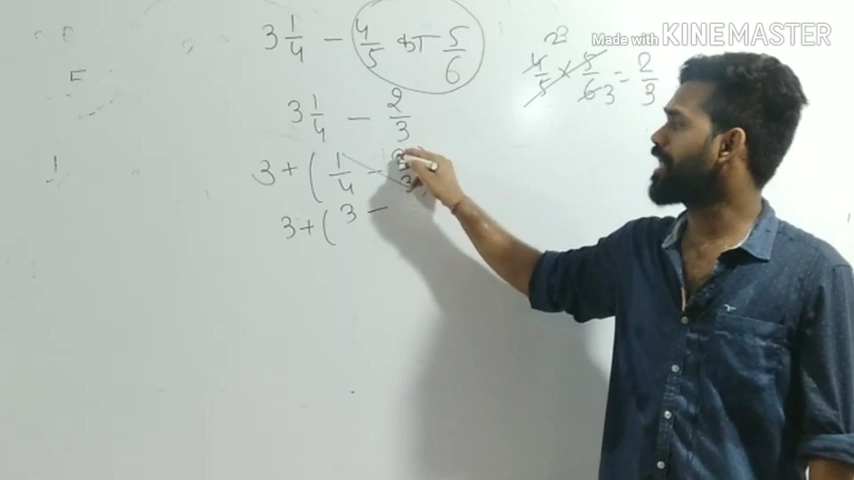 Made with KINEMASTER
3 1/4 - 4/5 का 5/6
4/5 × 5/6 = 2/3
2
3
3 1/4 - 2/3
3 + ( 1/4 -
3 + ( 3 -